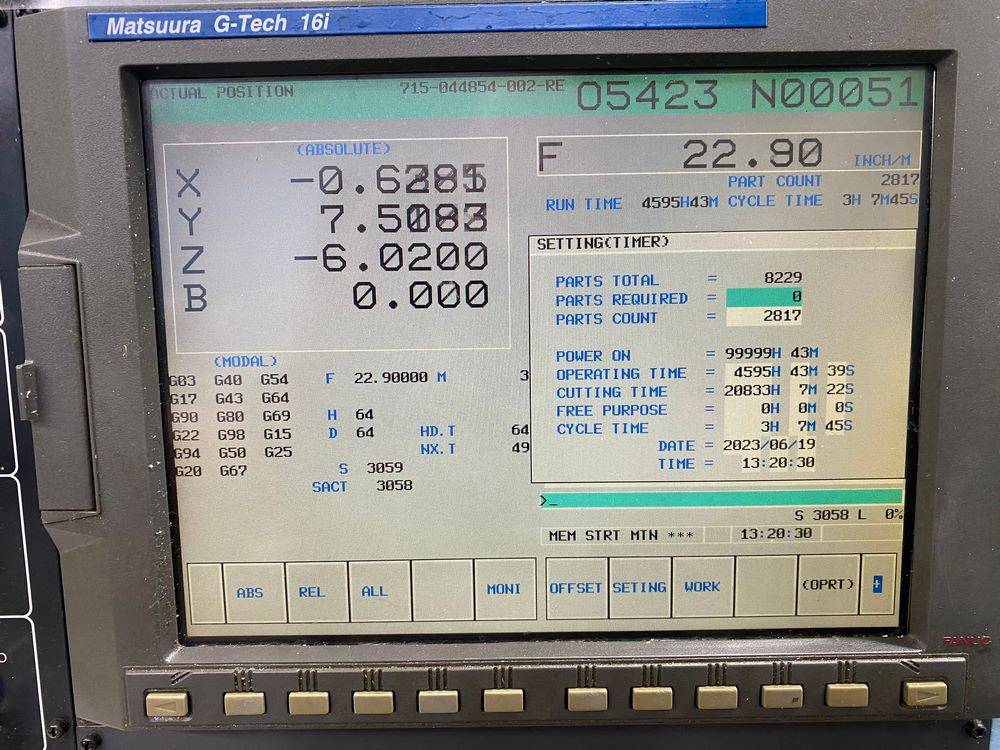 Matsuura G-Tech 16i
ACTUAL POSITION 715-044854-002-RE O5423 N00051
(ABSOLUTE)
X
Y
Z -6.0200
B 0.000
F 22.90 INCH/M
PART COUNT 2817
RUN TIME 4595H43M CYCLE TIME 3H 7M45S
(MODAL)
G03 G40 G54 F 22.90000 M 3
G17 G43 G64
G90 G80 G69 H 64
G22 G98 G15 D 64 HD.T 64
G94 G50 G25 NX.T 49
G20 G67 S 3059
SACT 3058
SETTING(TIMER)
PARTS TOTAL = 8229
PARTS REQUIRED = 0
PARTS COUNT = 2817
POWER ON = 99999H 43M
OPERATING TIME = 4595H 43M 39S
CUTTING TIME = 20833H 7M 22S
FREE PURPOSE = 0H 0M 0S
CYCLE TIME = 3H 7M 45S
DATE = 2023/06/19
TIME = 13:20:30
>_
S 3058 L 0%
MEM STRT MTN *** 13:20:30
ABS REL ALL MONI OFFSET SETING WORK (OPRT) +
FANUC